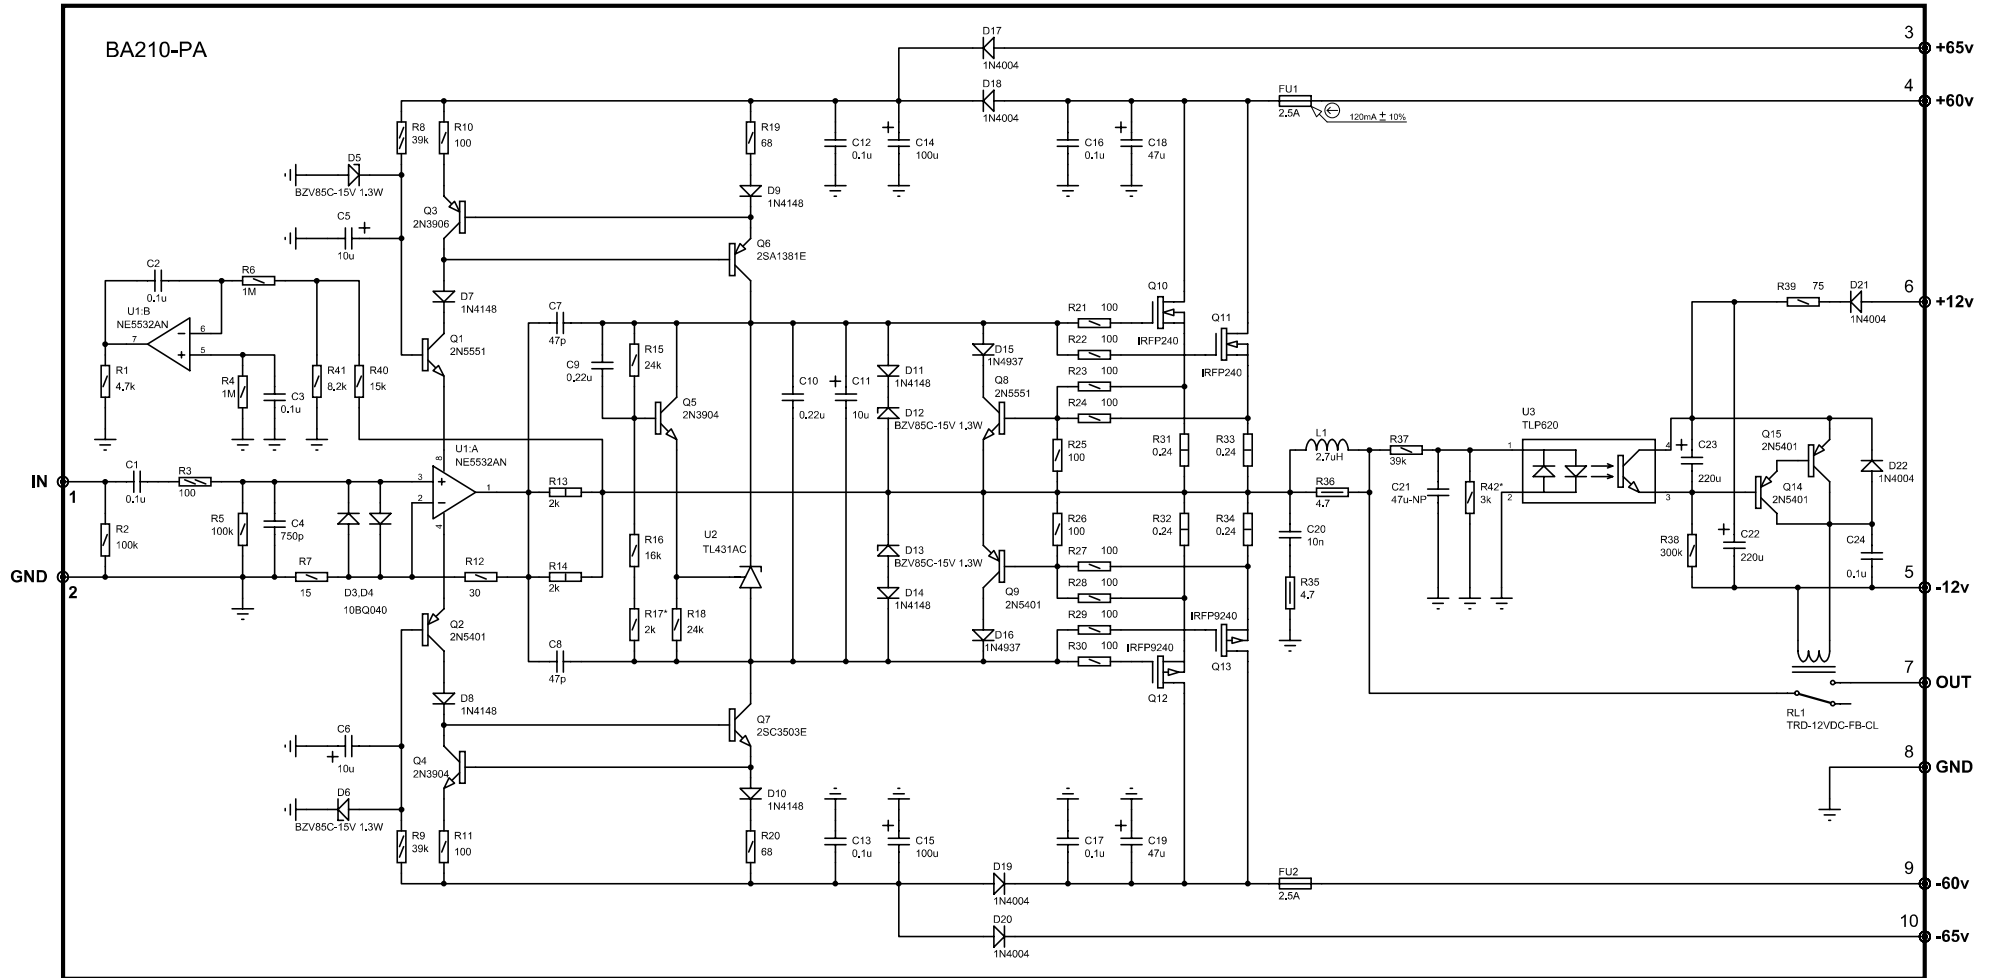 BA210-PA
D17
1N4004
3
+65v
D18
1N4004
FU1
2.5A
120mA ± 10%
4
+60v
R8
39k
R10
100
R19
68
C12
0.1u
+
C14
100u
C16
0.1u
+
C18
47u
D5
BZV85C-15V 1.3W
D9
1N4148
Q3
2N3906
C5
+
10u
Q6
2SA1381E
C2
0.1u
R6
1M
U1:B
NE5532AN
6
5
7
D7
1N4148
Q1
2N5551
C7
47p
R21 100
R22 100
R23 100
R24 100
Q10
IRFP240
Q11
IRFP240
R39 75
D21
1N4004
6
+12v
R1
4.7k
R4
1M
C3
0.1u
R41
8.2k
R40
15k
C9
0.22u
R15
24k
Q5
2N3904
C10
0.22u
+
C11
10u
D11
1N4148
D12
BZV85C-15V 1.3W
D15
1N4937
Q8
2N5551
R25
100
R31
0.24
R33
0.24
L1
2.7uH
R37
39k
U3
TLP620
1
2
4
3
+
C23
220u
Q15
2N5401
Q14
2N5401
D22
1N4004
IN
1
C1
0.1u
R3
100
U1:A
NE5532AN
8
3
2
1
4
R13
2k
R36
4.7
C21
47u-NP
R42*
3k
R2
100k
R5
100k
C4
750p
R7
15
D3,D4
10BQ040
R12
30
R14
2k
R16
16k
U2
TL431AC
D13
BZV85C-15V 1.3W
D14
1N4148
R26
100
R27 100
R28 100
R29 100
R30 100
R32
0.24
R34
0.24
C20
10n
R35
4.7
R38
300k
+
C22
220u
C24
0.1u
GND
2
5
-12v
Q2
2N5401
R17*
2k
R18
24k
Q9
2N5401
D16
1N4937
IRFP9240
Q12
IRFP9240
Q13
C8
47p
D8
1N4148
7
OUT
RL1
TRD-12VDC-FB-CL
C6
+
10u
Q4
2N3904
Q7
2SC3503E
8
GND
D6
BZV85C-15V 1.3W
D10
1N4148
R9
39k
R11
100
R20
68
C13
0.1u
+
C15
100u
C17
0.1u
+
C19
47u
D19
1N4004
FU2
2.5A
9
-60v
D20
1N4004
10
-65v